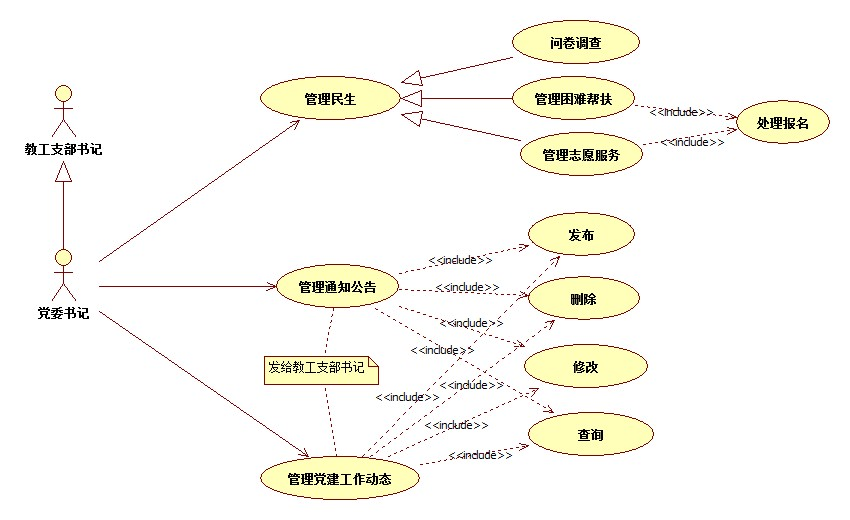 问卷调查
管理民生
管理困难帮扶
<<include>>
处理报名
教工支部书记
管理志愿服务
<<include>>
发布
<<include>>
党委书记
管理通知公告
<<include>>
删除
<<include>>
<<include>>
发给教工支部书记
修改
<<include>>
<<include>>
<<include>>
查询
<<include>>
管理党建工作动态